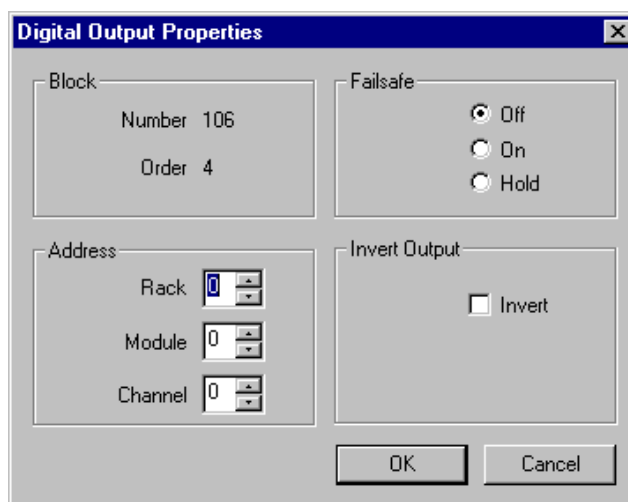 Digital Output Properties
Block
Number 106
Order 4
Failsafe
Off
On
Hold
Address
Rack 0
Module 0
Channel 0
Invert Output
Invert
OK
Cancel